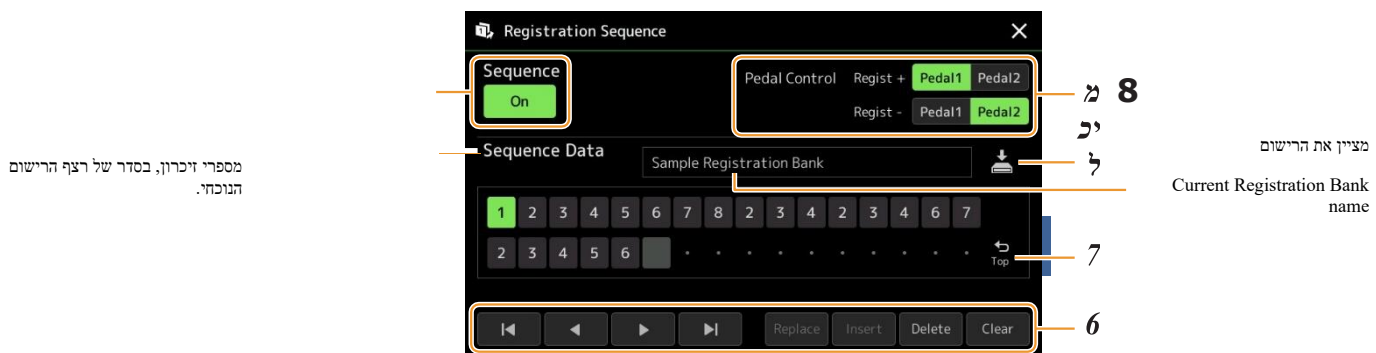 Registration Sequence
Sequence
On
Pedal Control Regist + Pedal1 Pedal2
Regist - Pedal1 Pedal2
8 מ
יכ
ל
Sequence Data
Sample Registration Bank
מציין את הרישום
Current Registration Bank
name
מספרי זיכרון, בסדר של רצף הרישום
הנוכחי.
1 2 3 4 5 6 7 8 2 3 4 2 3 4 6 7
2 3 4 5 6
Top
7
Replace Insert Delete Clear
6